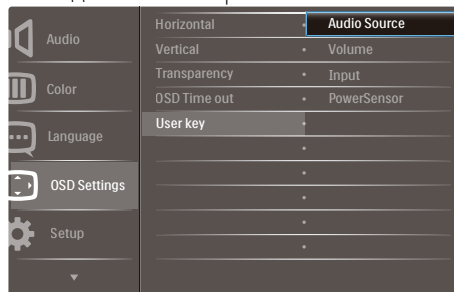 Audio
Color
Language
OSD Settings
Setup
Horizontal
Vertical
Transparency
OSD Time out
User key
Audio Source
Volume
Input
PowerSensor